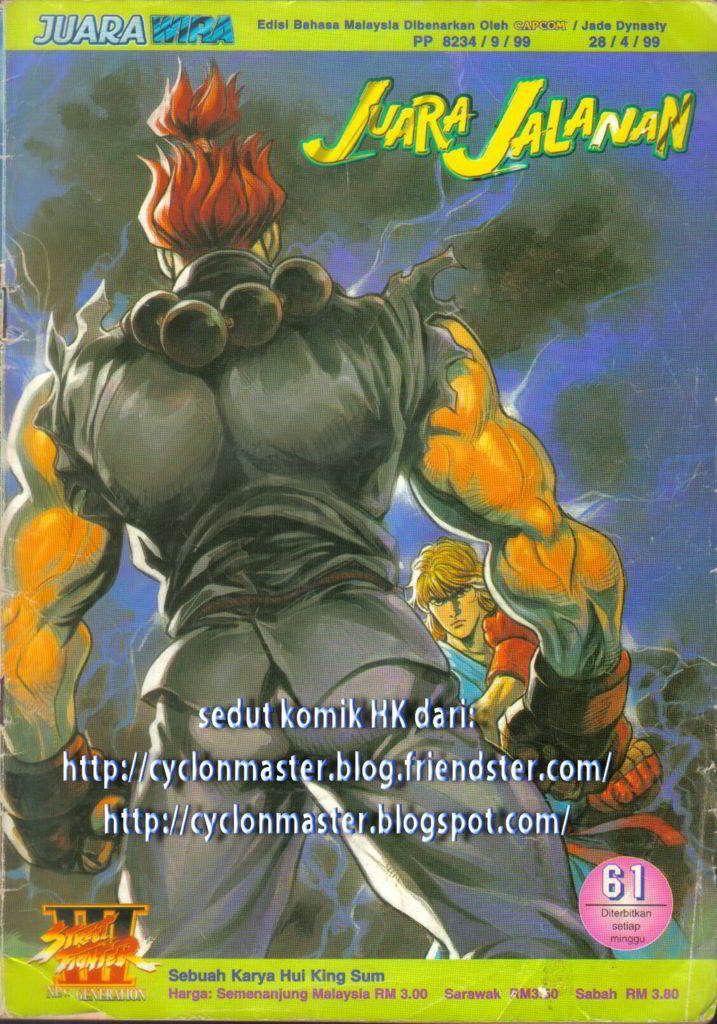 JUARA WIRA
Edisi Bahasa Malaysia Dibenarkan Oleh CAPCOM / Jade Dynasty
PP 8234 / 9 / 99 28 / 4 / 99
JUARA JALANAN
sedut komik HK dari:
http://cyclonmaster.blog.friendster.com/
http://cyclonmaster.blogspot.com/
61
Diterbitkan
setiap
minggu
III
STREET
FIGHTER
NEW GENERATION
Sebuah Karya Hui King Sum
Harga: Semenanjung Malaysia RM 3.00 Sarawak RM3.50 Sabah RM 3.80